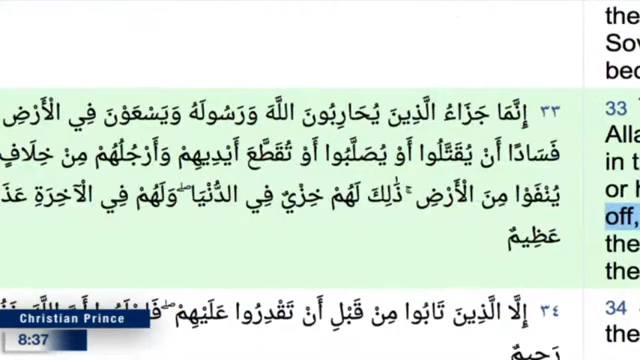 ٣٣ إِنَّمَا جَزَاءُ الَّذِينَ يُحَارِبُونَ اللَّهَ وَرَسُولَهُ وَيَسْعَوْنَ فِي الْأَرْضِ
فَسَادًا أَنْ يُقَتَّلُوا أَوْ يُصَلَّبُوا أَوْ تُقَطَّعَ أَيْدِيهِمْ وَأَرْجُلُهُمْ مِنْ خِلَافٍ
يُنْفَوْا مِنَ الْأَرْضِ ۚ ذَٰلِكَ لَهُمْ خِزْيٌ فِي الدُّنْيَا ۖ وَلَهُمْ فِي الْآخِرَةِ عَذَ
عَظِيمٌ
٣٤ إِلَّا الَّذِينَ تَابُوا مِنْ قَبْلِ أَنْ تَقْدِرُوا عَلَيْهِمْ ۖ
رَحِيمٌ
the
Sov
bec
33
Alla
in t
or h
off,
the
the
34
the
Christian Prince
8:37